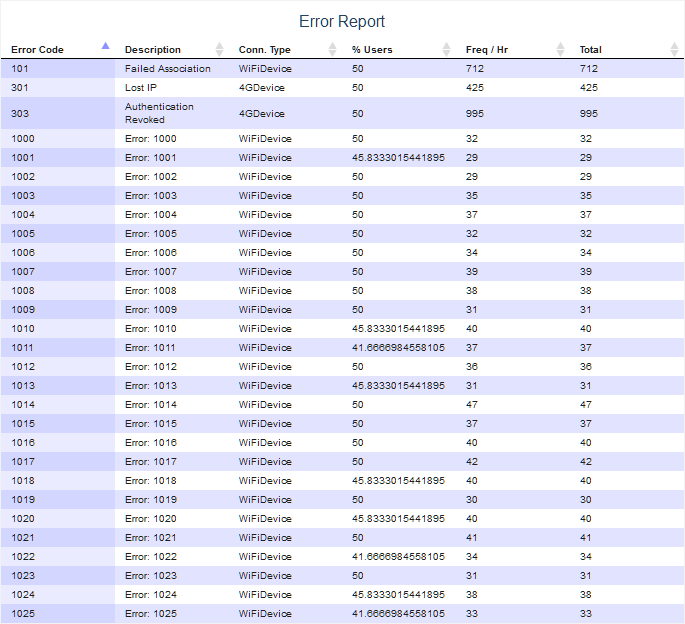 Error Report
Error Code Description Conn. Type % Users Freq / Hr Total
101 Failed Association WiFiDevice 50 712 712
301 Lost IP 4GDevice 50 425 425
303 Authentication Revoked 4GDevice 50 995 995
1000 Error: 1000 WiFiDevice 50 32 32
1001 Error: 1001 WiFiDevice 45.8333015441895 29 29
1002 Error: 1002 WiFiDevice 50 29 29
1003 Error: 1003 WiFiDevice 50 35 35
1004 Error: 1004 WiFiDevice 50 37 37
1005 Error: 1005 WiFiDevice 50 32 32
1006 Error: 1006 WiFiDevice 50 34 34
1007 Error: 1007 WiFiDevice 50 39 39
1008 Error: 1008 WiFiDevice 50 38 38
1009 Error: 1009 WiFiDevice 50 31 31
1010 Error: 1010 WiFiDevice 45.8333015441895 40 40
1011 Error: 1011 WiFiDevice 41.6666984558105 37 37
1012 Error: 1012 WiFiDevice 50 36 36
1013 Error: 1013 WiFiDevice 45.8333015441895 31 31
1014 Error: 1014 WiFiDevice 50 47 47
1015 Error: 1015 WiFiDevice 50 37 37
1016 Error: 1016 WiFiDevice 50 40 40
1017 Error: 1017 WiFiDevice 50 42 42
1018 Error: 1018 WiFiDevice 45.8333015441895 40 40
1019 Error: 1019 WiFiDevice 50 30 30
1020 Error: 1020 WiFiDevice 45.8333015441895 40 40
1021 Error: 1021 WiFiDevice 50 41 41
1022 Error: 1022 WiFiDevice 41.6666984558105 34 34
1023 Error: 1023 WiFiDevice 50 31 31
1024 Error: 1024 WiFiDevice 45.8333015441895 38 38
1025 Error: 1025 WiFiDevice 41.6666984558105 33 33